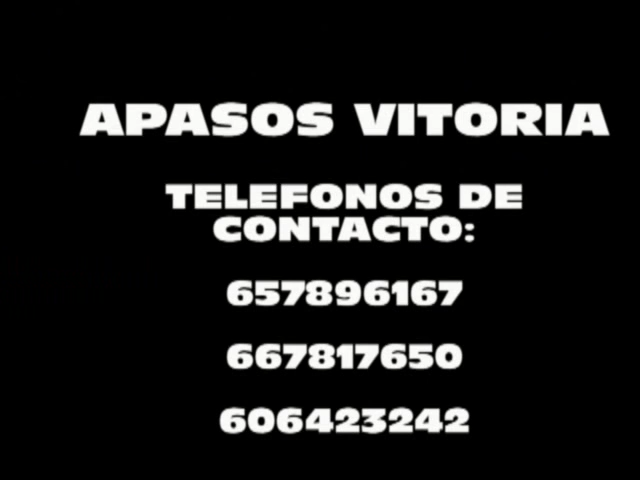 APASOS VITORIA
TELEFONOS DE
CONTACTO:
657896167
667817650
606423242